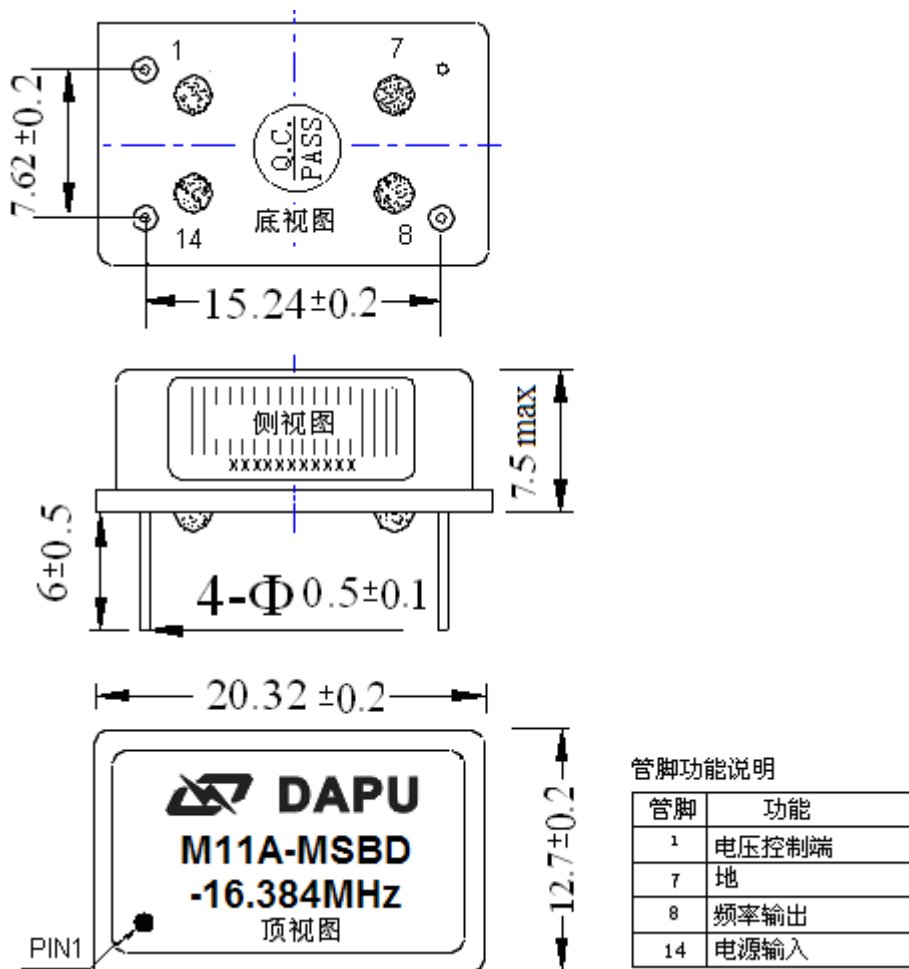 1
7
7.62±0.2
Q.C.
PASS
14
底视图
8
15.24±0.2
侧视图
xxxxxxxxxxx
7.5max
6±0.5
4-Φ0.5±0.1
20.32±0.2
DAPU
M11A-MSBD
-16.384MHz
顶视图
PIN1
12.7±0.2
管脚功能说明
管脚 功能
1 电压控制端
7 地
8 频率输出
14 电源输入